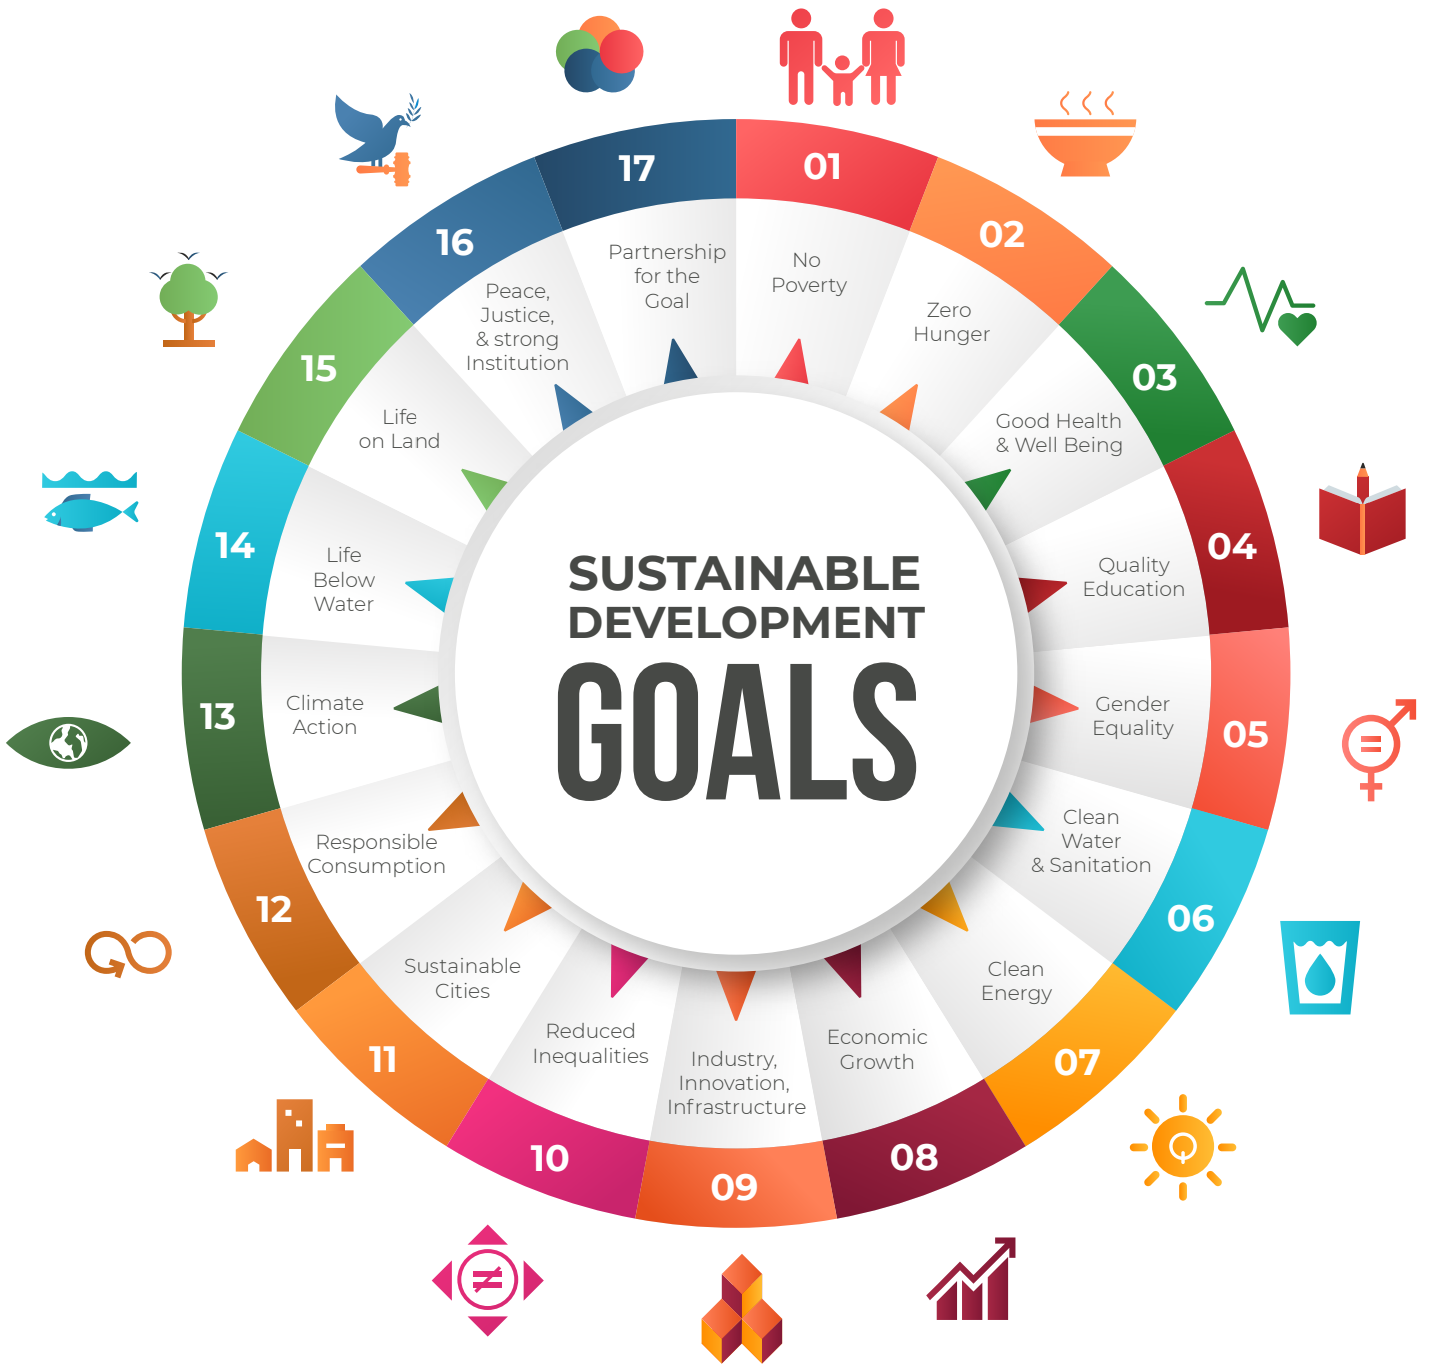 SUSTAINABLE
DEVELOPMENT
GOALS
01
No
Poverty
02
Zero
Hunger
03
Good Health
& Well Being
04
Quality
Education
05
Gender
Equality
06
Clean
Water
& Sanitation
07
Clean
Energy
08
Economic
Growth
09
Industry,
Innovation,
Infrastructure
10
Reduced
Inequalities
11
Sustainable
Cities
12
Responsible
Consumption
13
Climate
Action
14
Life
Below
Water
15
Life
on Land
16
Peace,
Justice,
& strong
Institution
17
Partnership
for the
Goal